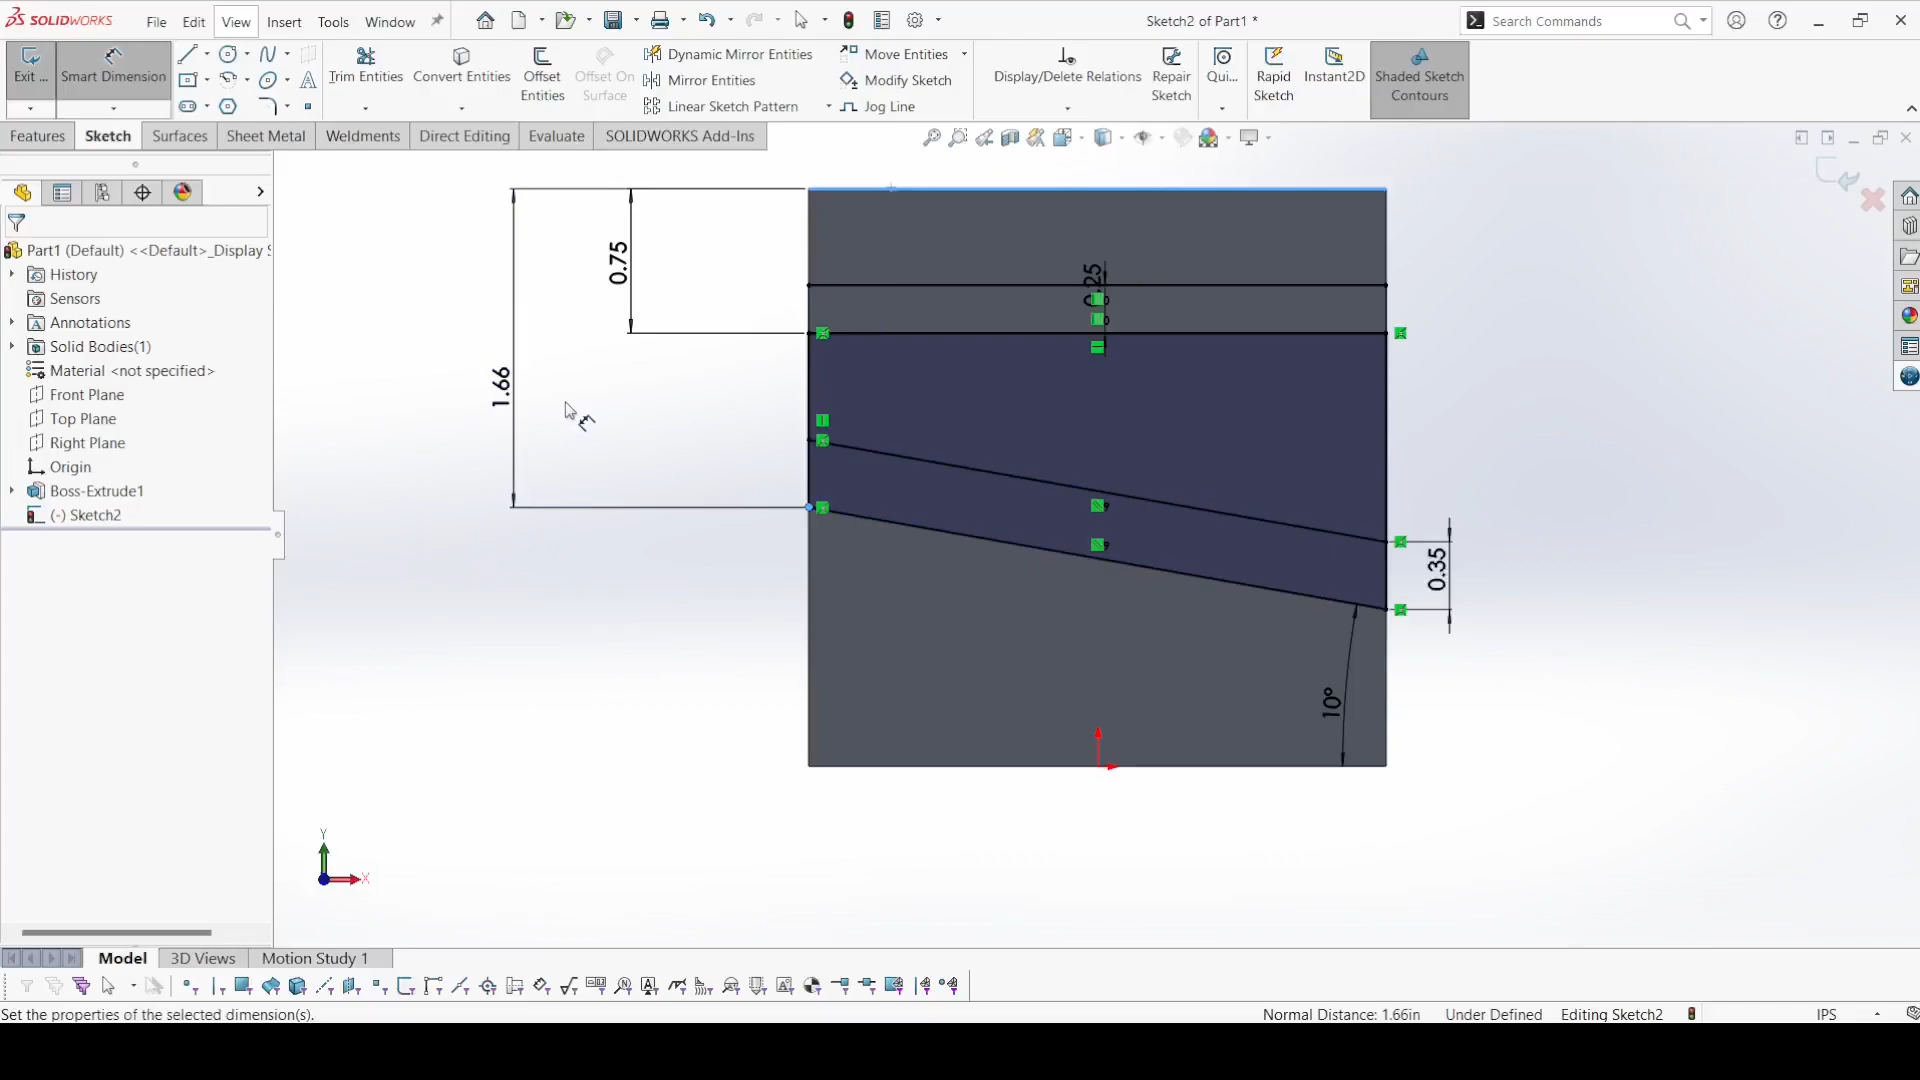 SOLIDWORKS File Edit View Insert Tools Window Sketch2 of Part1 * Search Commands
Exit ... Smart Dimension Trim Entities Convert Entities Offset Entities Offset On Surface Dynamic Mirror Entities Move Entities Display/Delete Relations Repair Sketch Qui... Rapid Sketch Instant2D Shaded Sketch Contours
Mirror Entities Modify Sketch
Linear Sketch Pattern Jog Line
Features Sketch Surfaces Sheet Metal Weldments Direct Editing Evaluate SOLIDWORKS Add-Ins
Part1 (Default) <<Default>_Display S
History
Sensors
Annotations
Solid Bodies(1)
Material <not specified>
Front Plane
Top Plane
Right Plane
Origin
Boss-Extrude1
(-) Sketch2
0.75
0.25
1.66
0.35
10°
Y
X
Model 3D Views Motion Study 1
Set the properties of the selected dimension(s). Normal Distance: 1.66in Under Defined Editing Sketch2 IPS